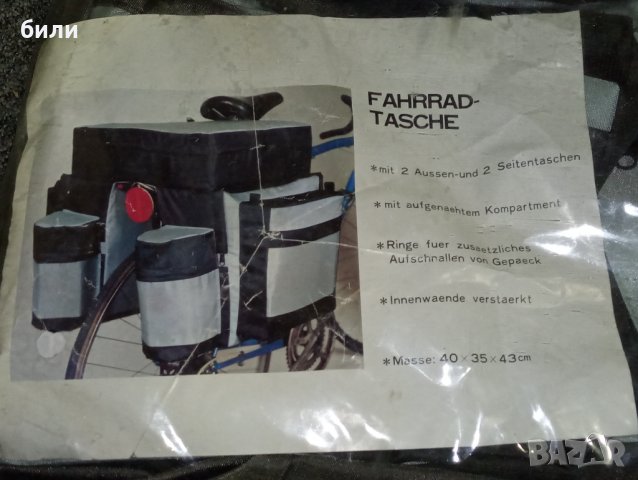 били
FAHRRAD-
TASCHE
*mit 2 Aussen-und 2 Seitentaschen
*mit aufgenaehtem Kompartment
*Ringe fuer zusaetzliches
Aufschnallen von Gepaeck
*Innenwaende verstaerkt
*Masse: 40×35×43cm
BAZAR